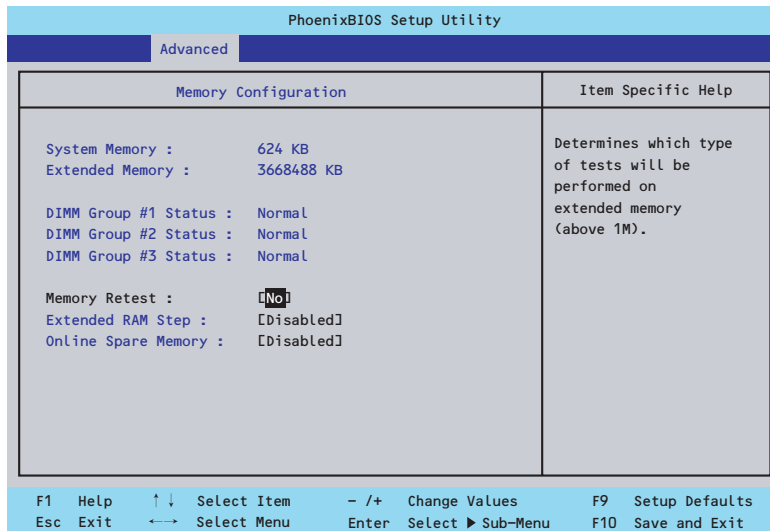 PhoenixBIOS Setup Utility
Advanced
Memory Configuration
Item Specific Help
System Memory : 624 KB
Extended Memory : 3668488 KB
DIMM Group #1 Status : Normal
DIMM Group #2 Status : Normal
DIMM Group #3 Status : Normal
Memory Retest : [No]
Extended RAM Step : [Disabled]
Online Spare Memory : [Disabled]
Determines which type
of tests will be
performed on
extended memory
(above 1M).
F1 Help ↑↓ Select Item – /+ Change Values F9 Setup Defaults
Esc Exit ←→ Select Menu Enter Select ▶ Sub-Menu F10 Save and Exit